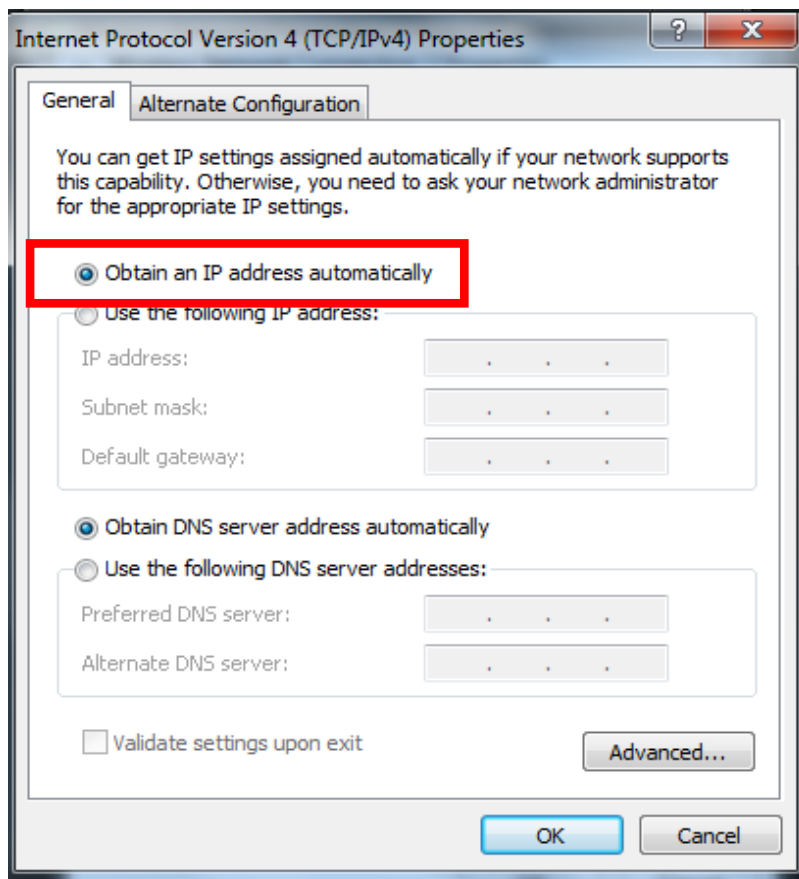 Internet Protocol Version 4 (TCP/IPv4) Properties
General
Alternate Configuration
You can get IP settings assigned automatically if your network supports
this capability. Otherwise, you need to ask your network administrator
for the appropriate IP settings.
Obtain an IP address automatically
Use the following IP address:
IP address:
Subnet mask:
Default gateway:
Obtain DNS server address automatically
Use the following DNS server addresses:
Preferred DNS server:
Alternate DNS server:
Validate settings upon exit
Advanced...
OK
Cancel